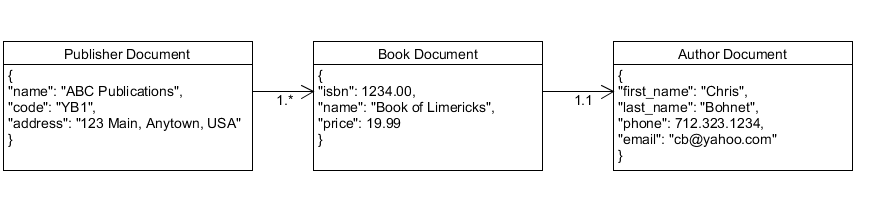 Publisher Document
{
"name": "ABC Publications",
"code": "YB1",
"address": "123 Main, Anytown, USA"
}
1.*
Book Document
{
"isbn": 1234.00,
"name": "Book of Limericks",
"price": 19.99
}
1.1
Author Document
{
"first_name": "Chris",
"last_name": "Bohnet",
"phone": 712.323.1234,
"email": "cb@yahoo.com"
}